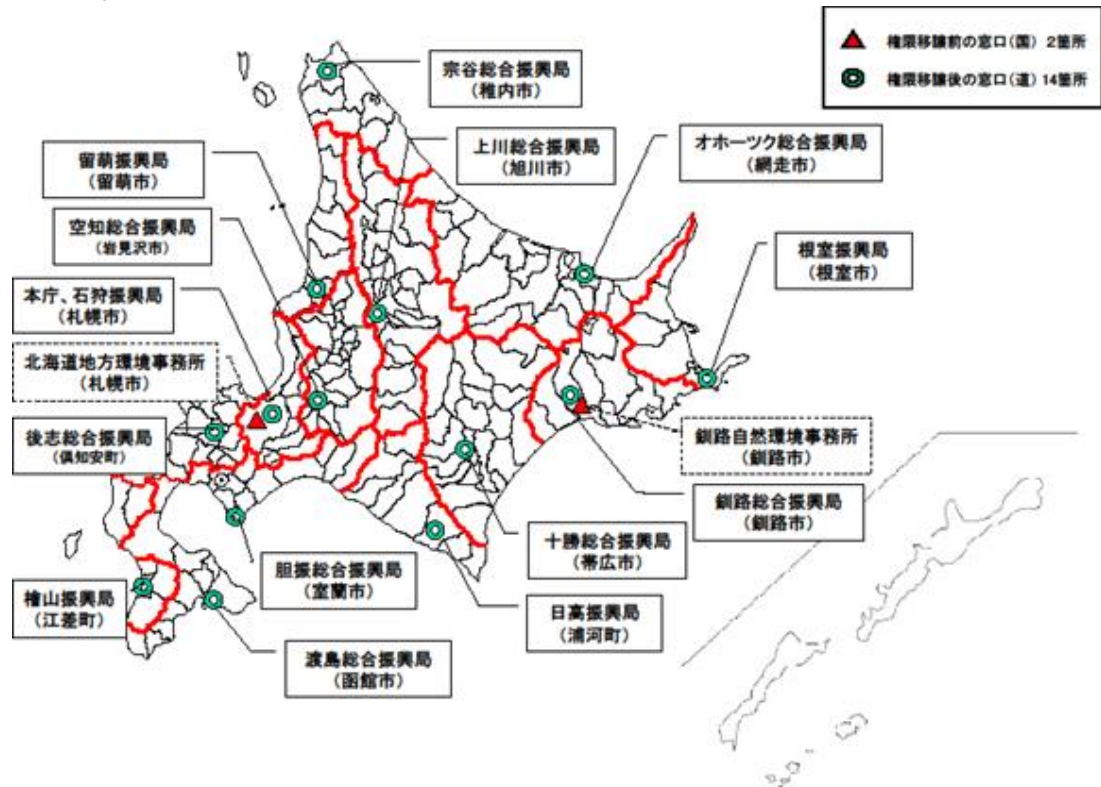 権限移譲前の窓口(国) 2箇所
権限移譲後の窓口(道) 14箇所
宗谷総合振興局
(稚内市)
上川総合振興局
(旭川市)
オホーツク総合振興局
(網走市)
留萌振興局
(留萌市)
空知総合振興局
(岩見沢市)
根室振興局
(根室市)
本庁、石狩振興局
(札幌市)
北海道地方環境事務所
(札幌市)
後志総合振興局
(倶知安町)
釧路自然環境事務所
(釧路市)
釧路総合振興局
(釧路市)
十勝総合振興局
(帯広市)
胆振総合振興局
(室蘭市)
檜山振興局
(江差町)
日高振興局
(浦河町)
渡島総合振興局
(函館市)